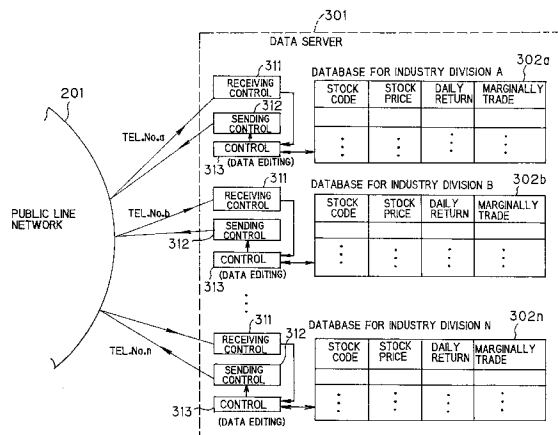 301
DATA SERVER
201
PUBLIC LINE
NETWORK
TEL.No.a
311
RECEIVING
CONTROL
312
SENDING
CONTROL
CONTROL
313
(DATA EDITING)
DATABASE FOR INDUSTRY DIVISION A
302a
STOCK CODE
STOCK PRICE
DAILY RETURN
MARGINALLY TRADE
TEL.No.b
311
RECEIVING
CONTROL
SENDING
CONTROL
312
CONTROL
313
(DATA EDITING)
DATABASE FOR INDUSTRY DIVISION B
302b
STOCK CODE
STOCK PRICE
DAILY RETURN
MARGINALLY TRADE
TEL.No.n
311
RECEIVING
CONTROL
312
SENDING
CONTROL
CONTROL
313
(DATA EDITING)
DATABASE FOR INDUSTRY DIVISION N
302n
STOCK CODE
STOCK PRICE
DAILY RETURN
MARGINALLY TRADE